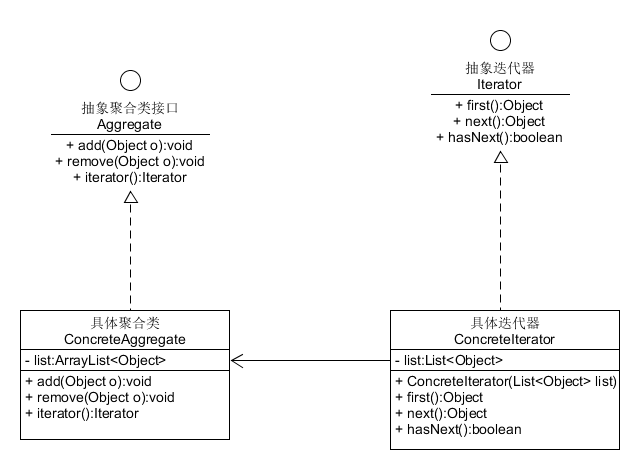 抽象聚合类接口
Aggregate
+ add(Object o):void
+ remove(Object o):void
+ iterator():Iterator
抽象迭代器
Iterator
+ first():Object
+ next():Object
+ hasNext():boolean
具体聚合类
ConcreteAggregate
- list:ArrayList<Object>
+ add(Object o):void
+ remove(Object o):void
+ iterator():Iterator
具体迭代器
ConcreteIterator
- list:List<Object>
+ ConcreteIterator(List<Object> list)
+ first():Object
+ next():Object
+ hasNext():boolean